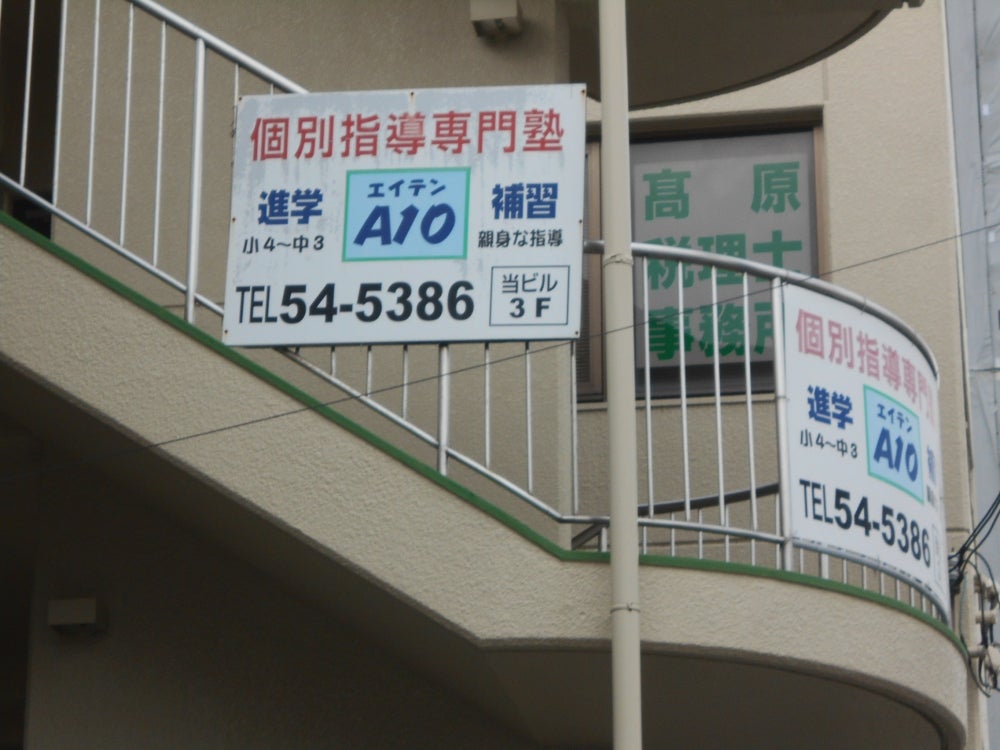 個別指導専門塾
進学
小4～中3
エイテン
A10
補習
親身な指導
TEL54-5386
当ビル
3F
髙原
税理士
事務所
個別指導専門
進学
小4～中3
エイテン
A10
TEL54-5386